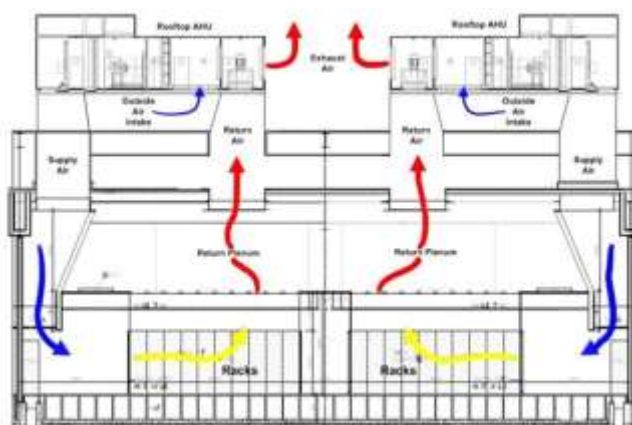 Rooftop AHU
Rooftop AHU
Exhaust
Air
Outside
Air
Intake
Return
Air
Return
Air
Outside
Air
Intake
Supply
Air
Supply
Air
Return Plenum
Return Plenum
Racks
Racks